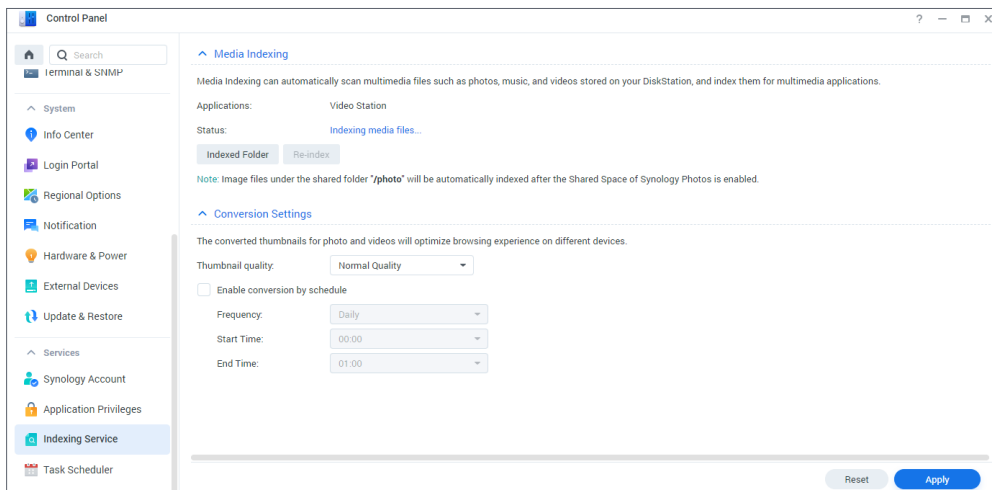 Control Panel
?
Search
Terminal & SNMP
System
Info Center
Login Portal
Regional Options
Notification
Hardware & Power
External Devices
Update & Restore
Services
Synology Account
Application Privileges
Indexing Service
Task Scheduler
Media Indexing
Media Indexing can automatically scan multimedia files such as photos, music, and videos stored on your DiskStation, and index them for multimedia applications.
Applications: Video Station
Status: Indexing media files...
Indexed Folder Re-index
Note: Image files under the shared folder "/photo" will be automatically indexed after the Shared Space of Synology Photos is enabled.
Conversion Settings
The converted thumbnails for photo and videos will optimize browsing experience on different devices.
Thumbnail quality: Normal Quality
Enable conversion by schedule
Frequency: Daily
Start Time: 00:00
End Time: 01:00
Reset Apply